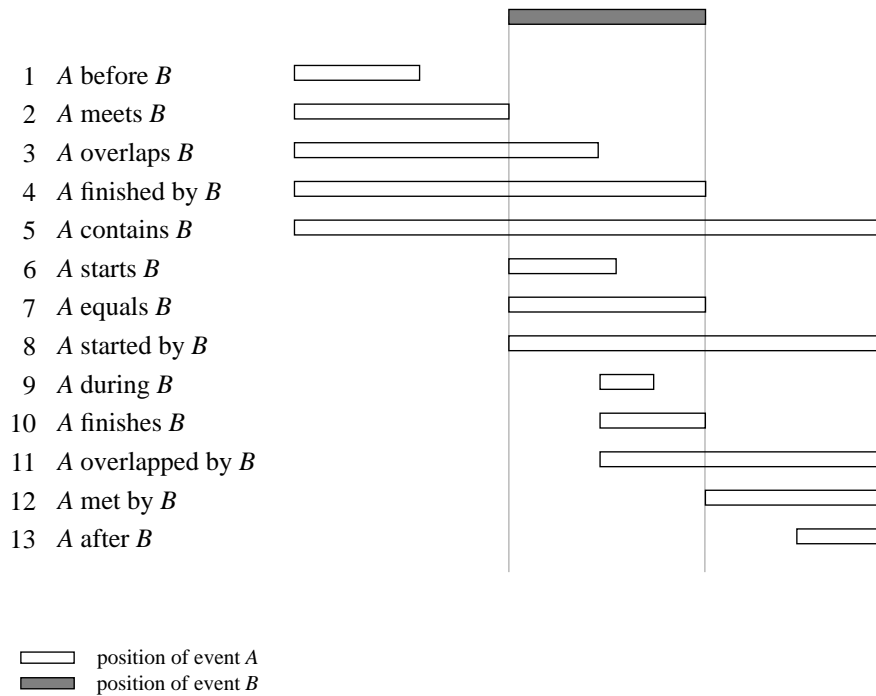 1 A before B
2 A meets B
3 A overlaps B
4 A finished by B
5 A contains B
6 A starts B
7 A equals B
8 A started by B
9 A during B
10 A finishes B
11 A overlapped by B
12 A met by B
13 A after B
position of event A
position of event B